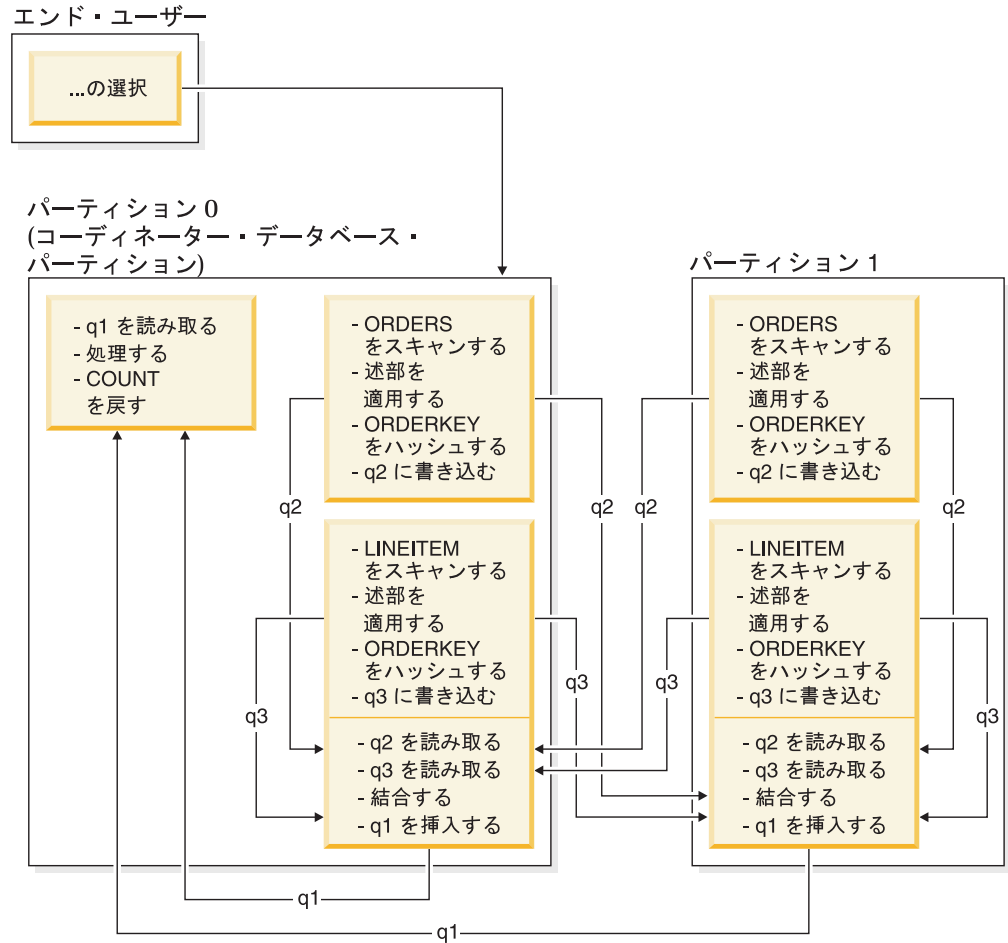 エンド・ユーザー
...の選択
パーティション 0
(コーディネーター・データベース・
パーティション)
- q1 を読み取る
- 処理する
- COUNT
を戻す
- ORDERS
をスキャンする
- 述部を
適用する
- ORDERKEY
をハッシュする
- q2 に書き込む
- LINEITEM
をスキャンする
- 述部を
適用する
- ORDERKEY
をハッシュする
- q3 に書き込む
- q2 を読み取る
- q3 を読み取る
- 結合する
- q1 を挿入する
q2
q3
q2
q2
q3
q3
パーティション 1
- ORDERS
をスキャンする
- 述部を
適用する
- ORDERKEY
をハッシュする
- q2 に書き込む
- LINEITEM
をスキャンする
- 述部を
適用する
- ORDERKEY
をハッシュする
- q3 に書き込む
- q2 を読み取る
- q3 を読み取る
- 結合する
- q1 を挿入する
q2
q3
q1
q1